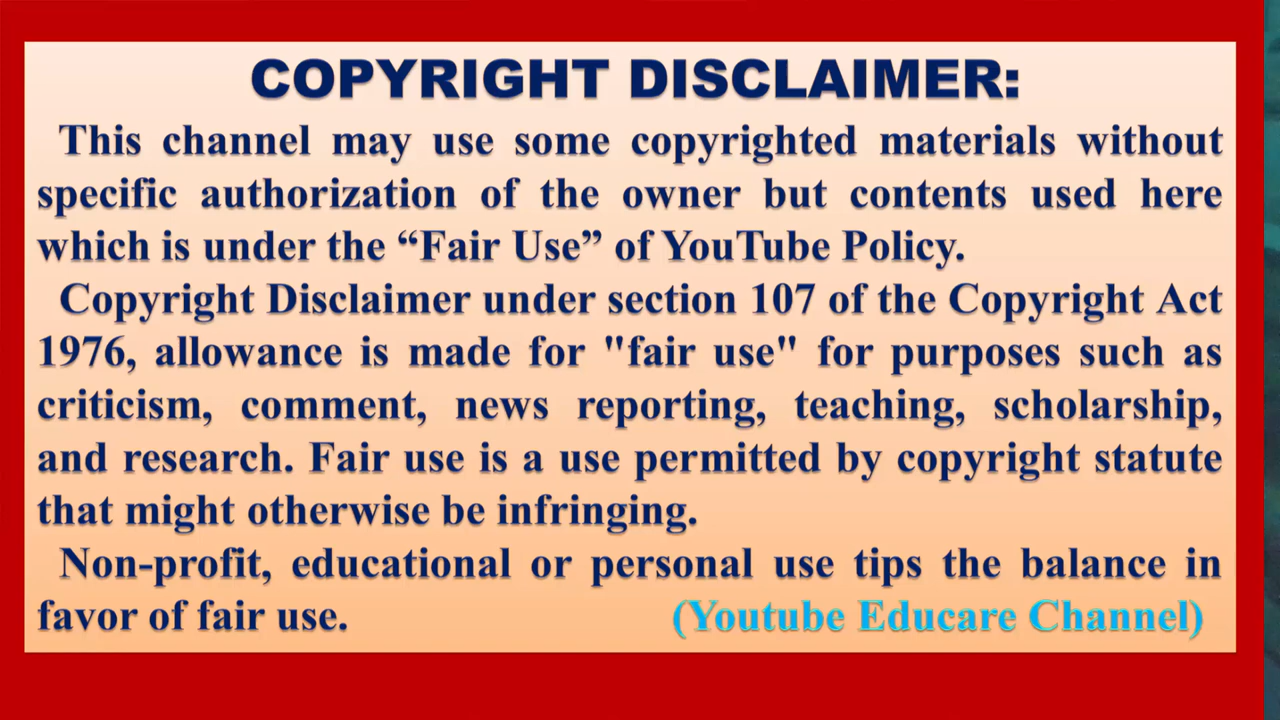 COPYRIGHT DISCLAIMER:
This channel may use some copyrighted materials without
specific authorization of the owner but contents used here
which is under the “Fair Use” of YouTube Policy.
Copyright Disclaimer under section 107 of the Copyright Act
1976, allowance is made for "fair use" for purposes such as
criticism, comment, news reporting, teaching, scholarship,
and research. Fair use is a use permitted by copyright statute
that might otherwise be infringing.
Non-profit, educational or personal use tips the balance in
favor of fair use. (Youtube Educare Channel)